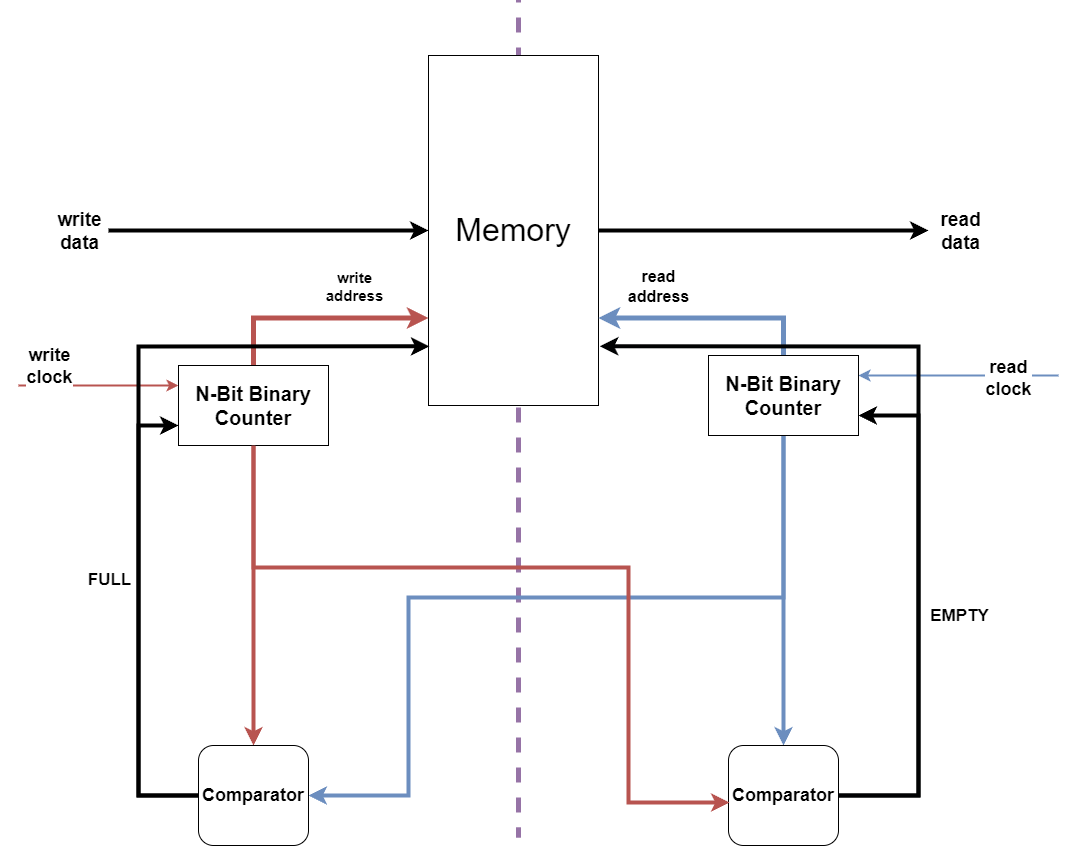 Memory
write
data
read
data
write
address
read
address
write
clock
N-Bit Binary
Counter
N-Bit Binary
Counter
read
clock
FULL
EMPTY
Comparator
Comparator